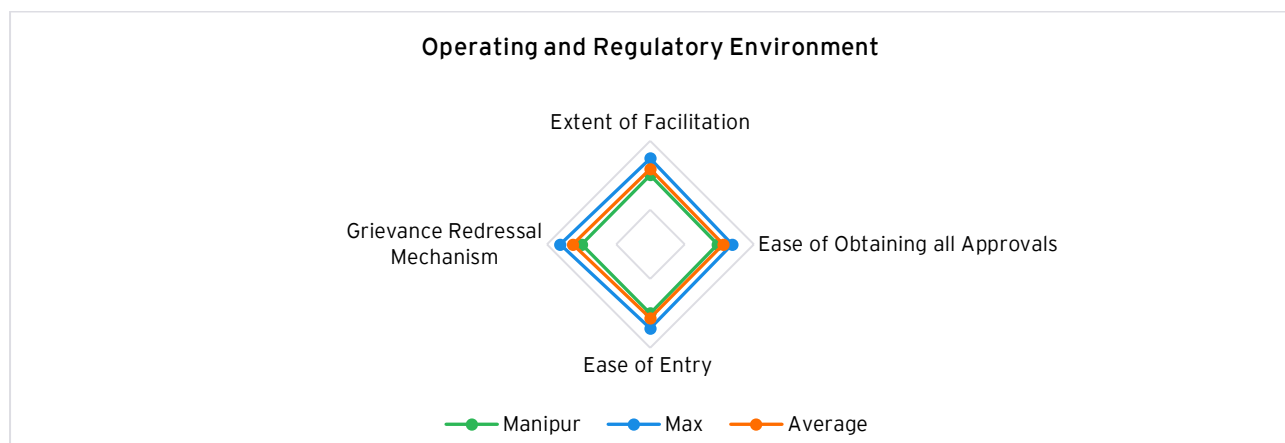 Operating and Regulatory Environment
Extent of Facilitation
Grievance Redressal
Mechanism
Ease of Obtaining all Approvals
Ease of Entry
Manipur Max Average